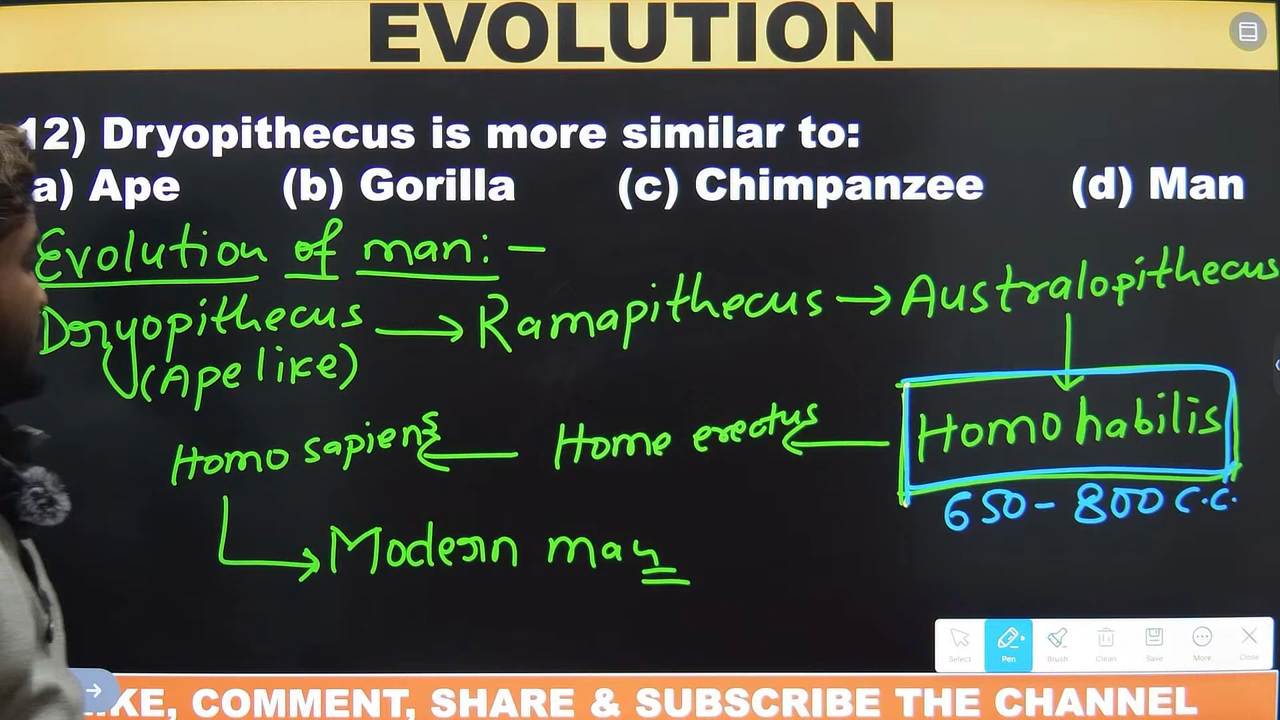 EVOLUTION
12) Dryopithecus is more similar to:
a) Ape (b) Gorilla (c) Chimpanzee (d) Man
Evolution of man:-
Dryopithecus → Ramapithecus → Australopithecus
(Ape like)
Homo habilis
Homo sapiens ← Home erectus ←
650-800 C.C.
Modern man
Select Pen Brush Clean Save More Close
LIKE, COMMENT, SHARE & SUBSCRIBE THE CHANNEL